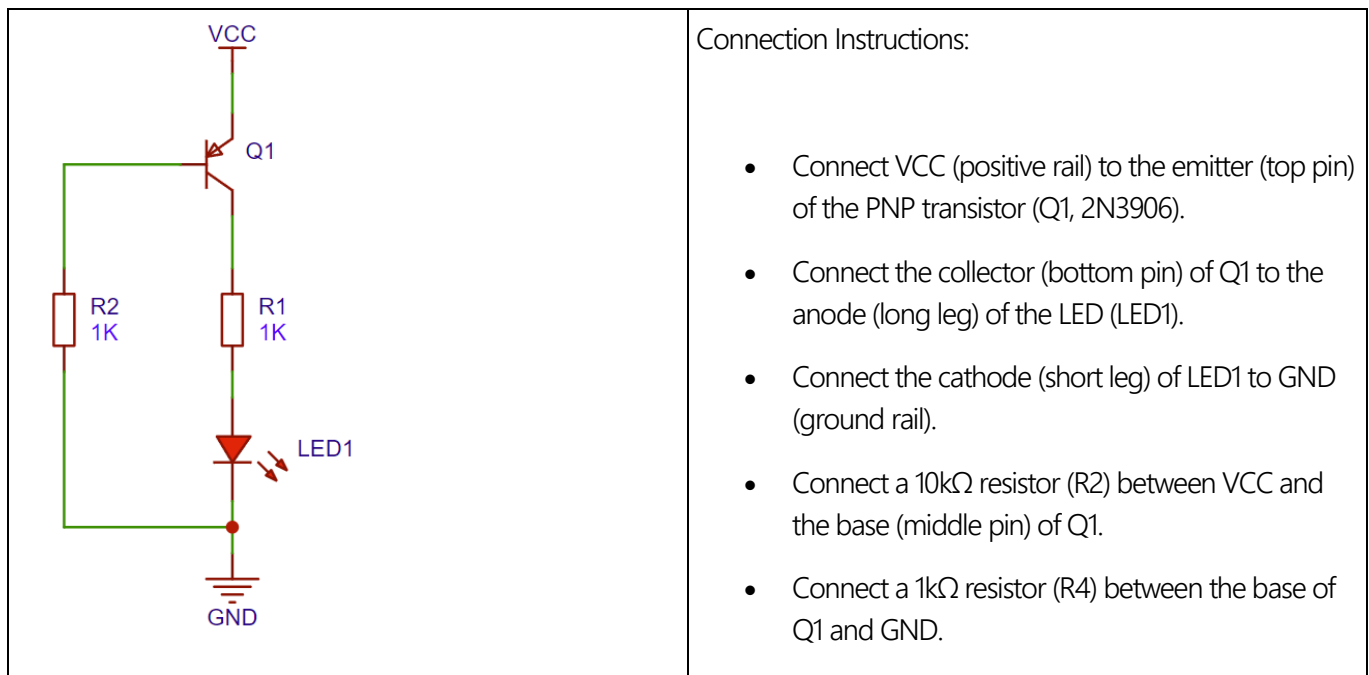 VCC
Q1
R2
1K
R1
1K
LED1
GND
Connection Instructions:
• Connect VCC (positive rail) to the emitter (top pin)
of the PNP transistor (Q1, 2N3906).
• Connect the collector (bottom pin) of Q1 to the
anode (long leg) of the LED (LED1).
• Connect the cathode (short leg) of LED1 to GND
(ground rail).
• Connect a 10kΩ resistor (R2) between VCC and
the base (middle pin) of Q1.
• Connect a 1kΩ resistor (R4) between the base of
Q1 and GND.